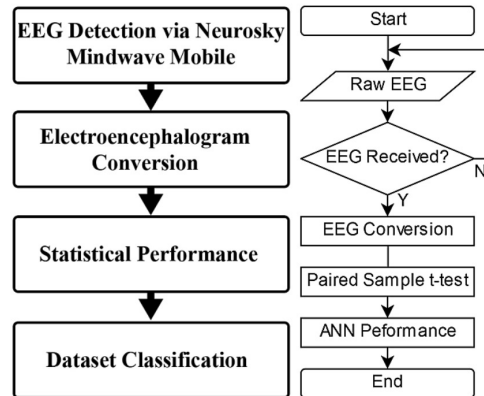 EEG Detection via Neurosky
Mindwave Mobile
Electroencephalogram
Conversion
Statistical Performance
Dataset Classification
Start
Raw EEG
EEG Received?
N
Y
EEG Conversion
Paired Sample t-test
ANN Peformance
End